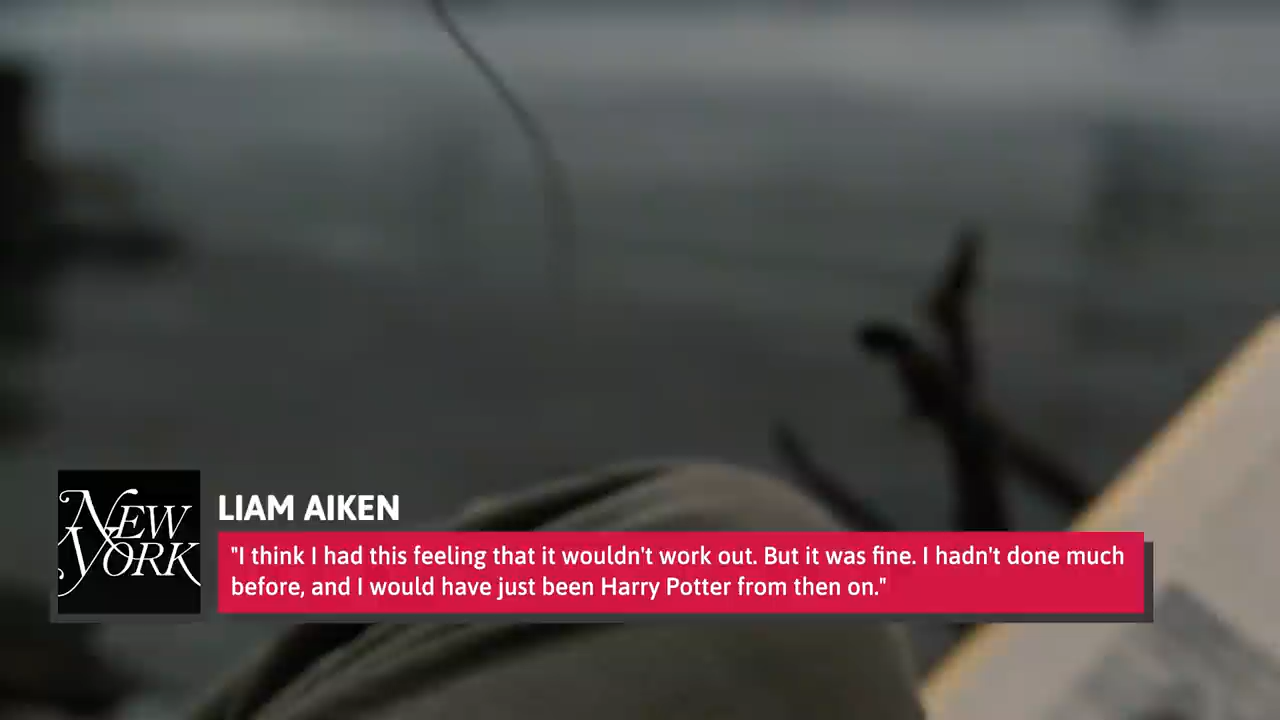 NEW
YORK
LIAM AIKEN
"I think I had this feeling that it wouldn't work out. But it was fine. I hadn't done much
before, and I would have just been Harry Potter from then on."